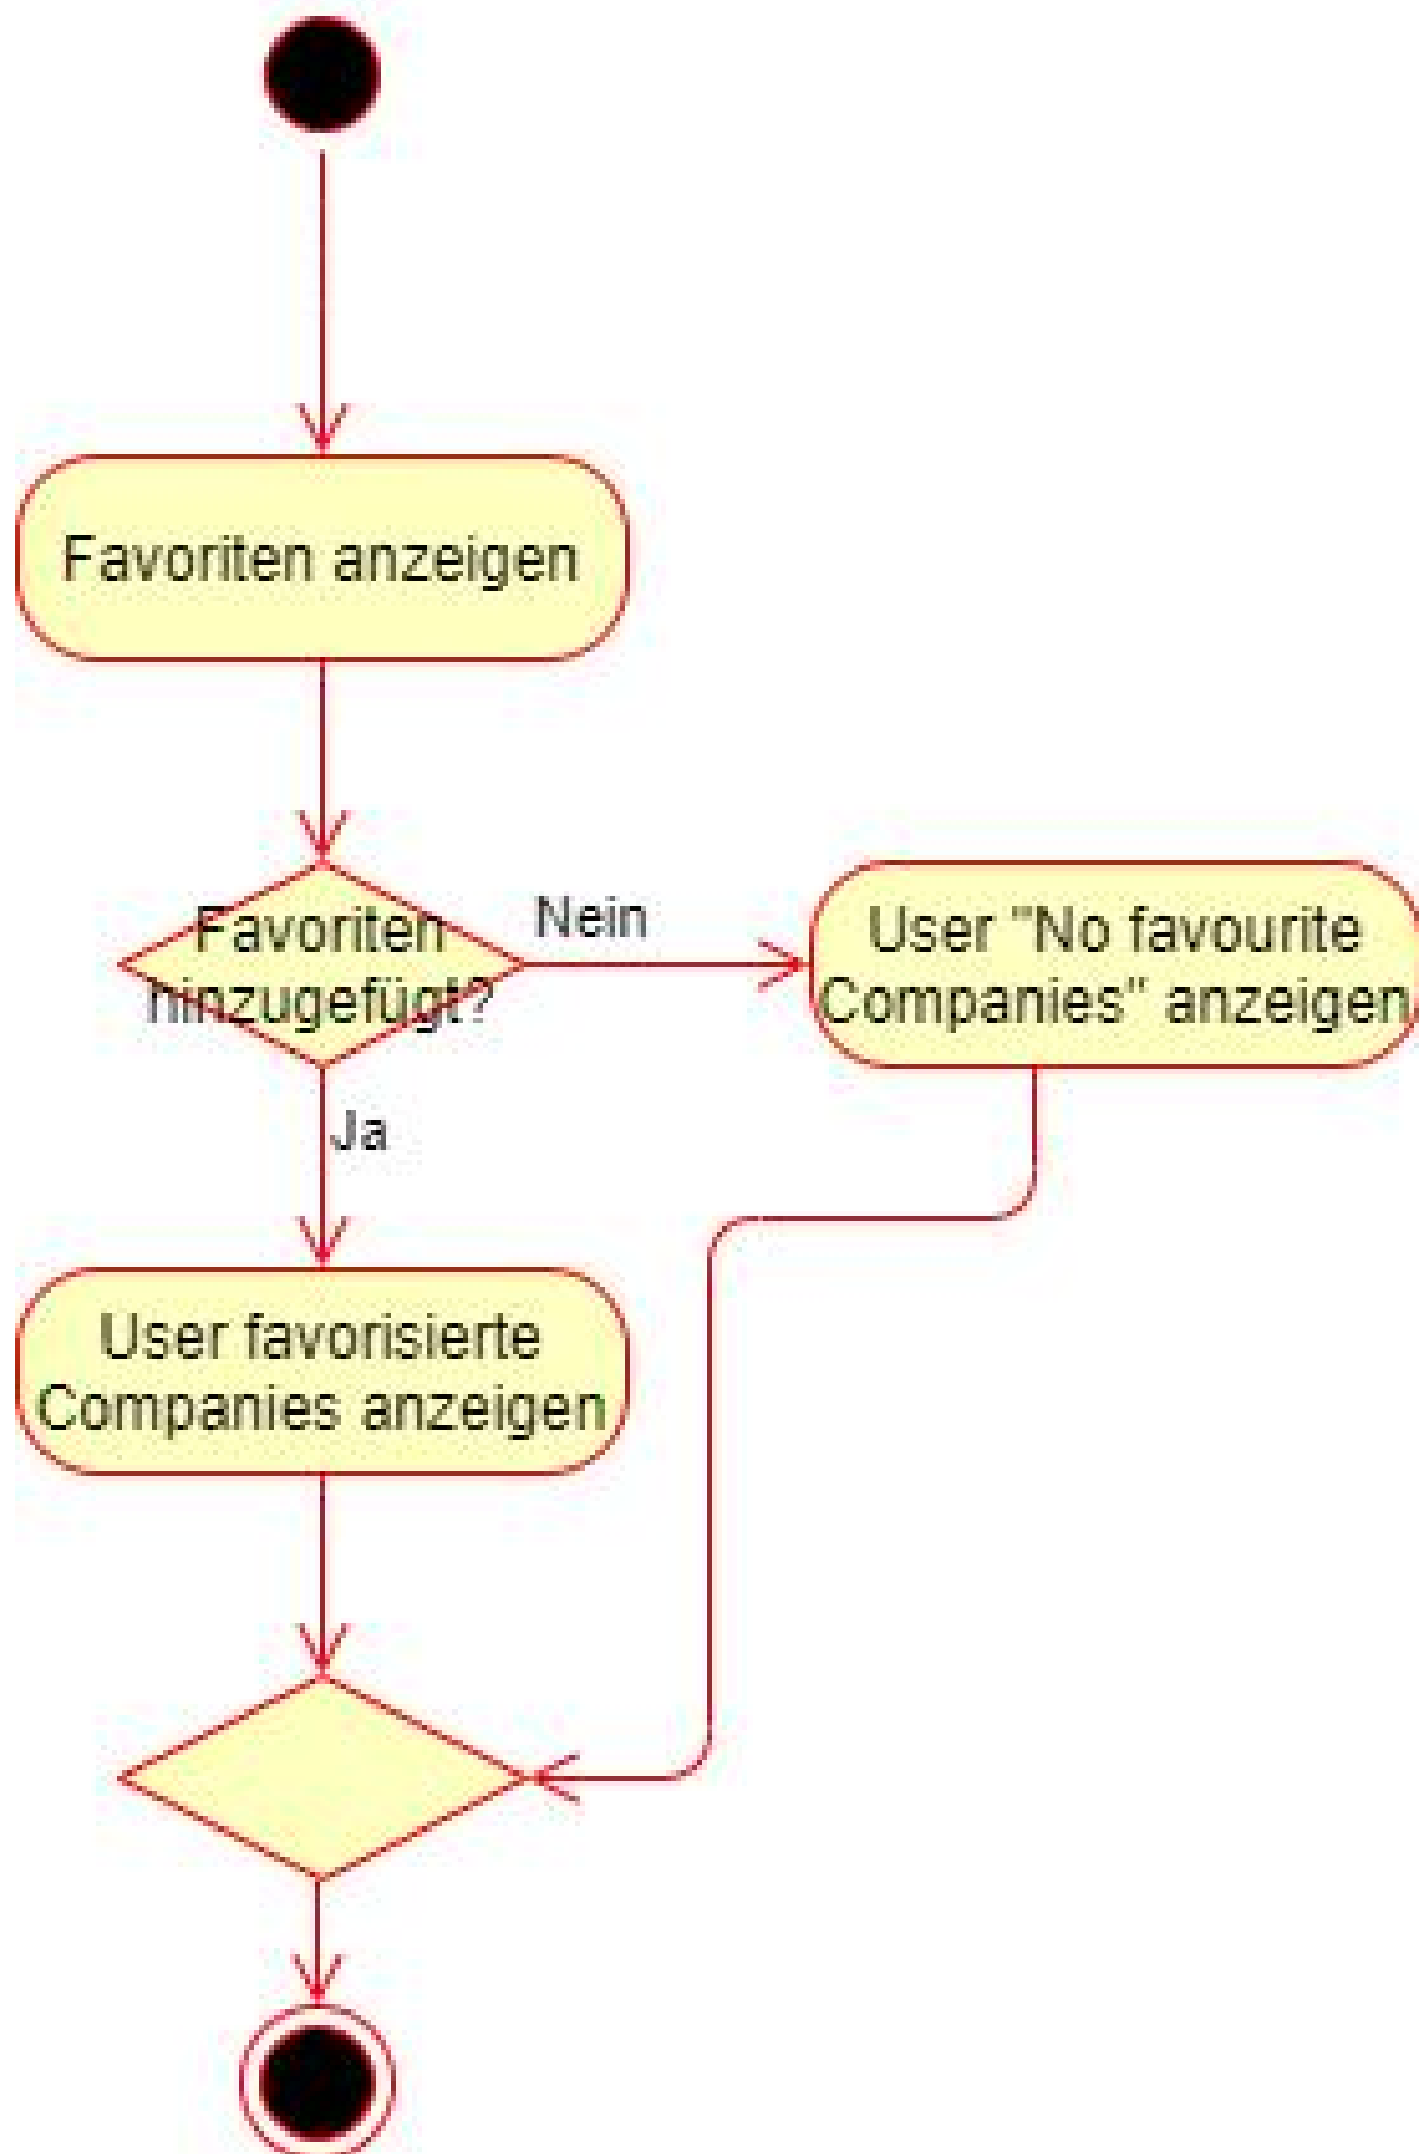 Favoriten anzeigen
Favoriten
hinzugefügt?
Nein
User "No favourite
Companies" anzeigen
Ja
User favorisierte
Companies anzeigen